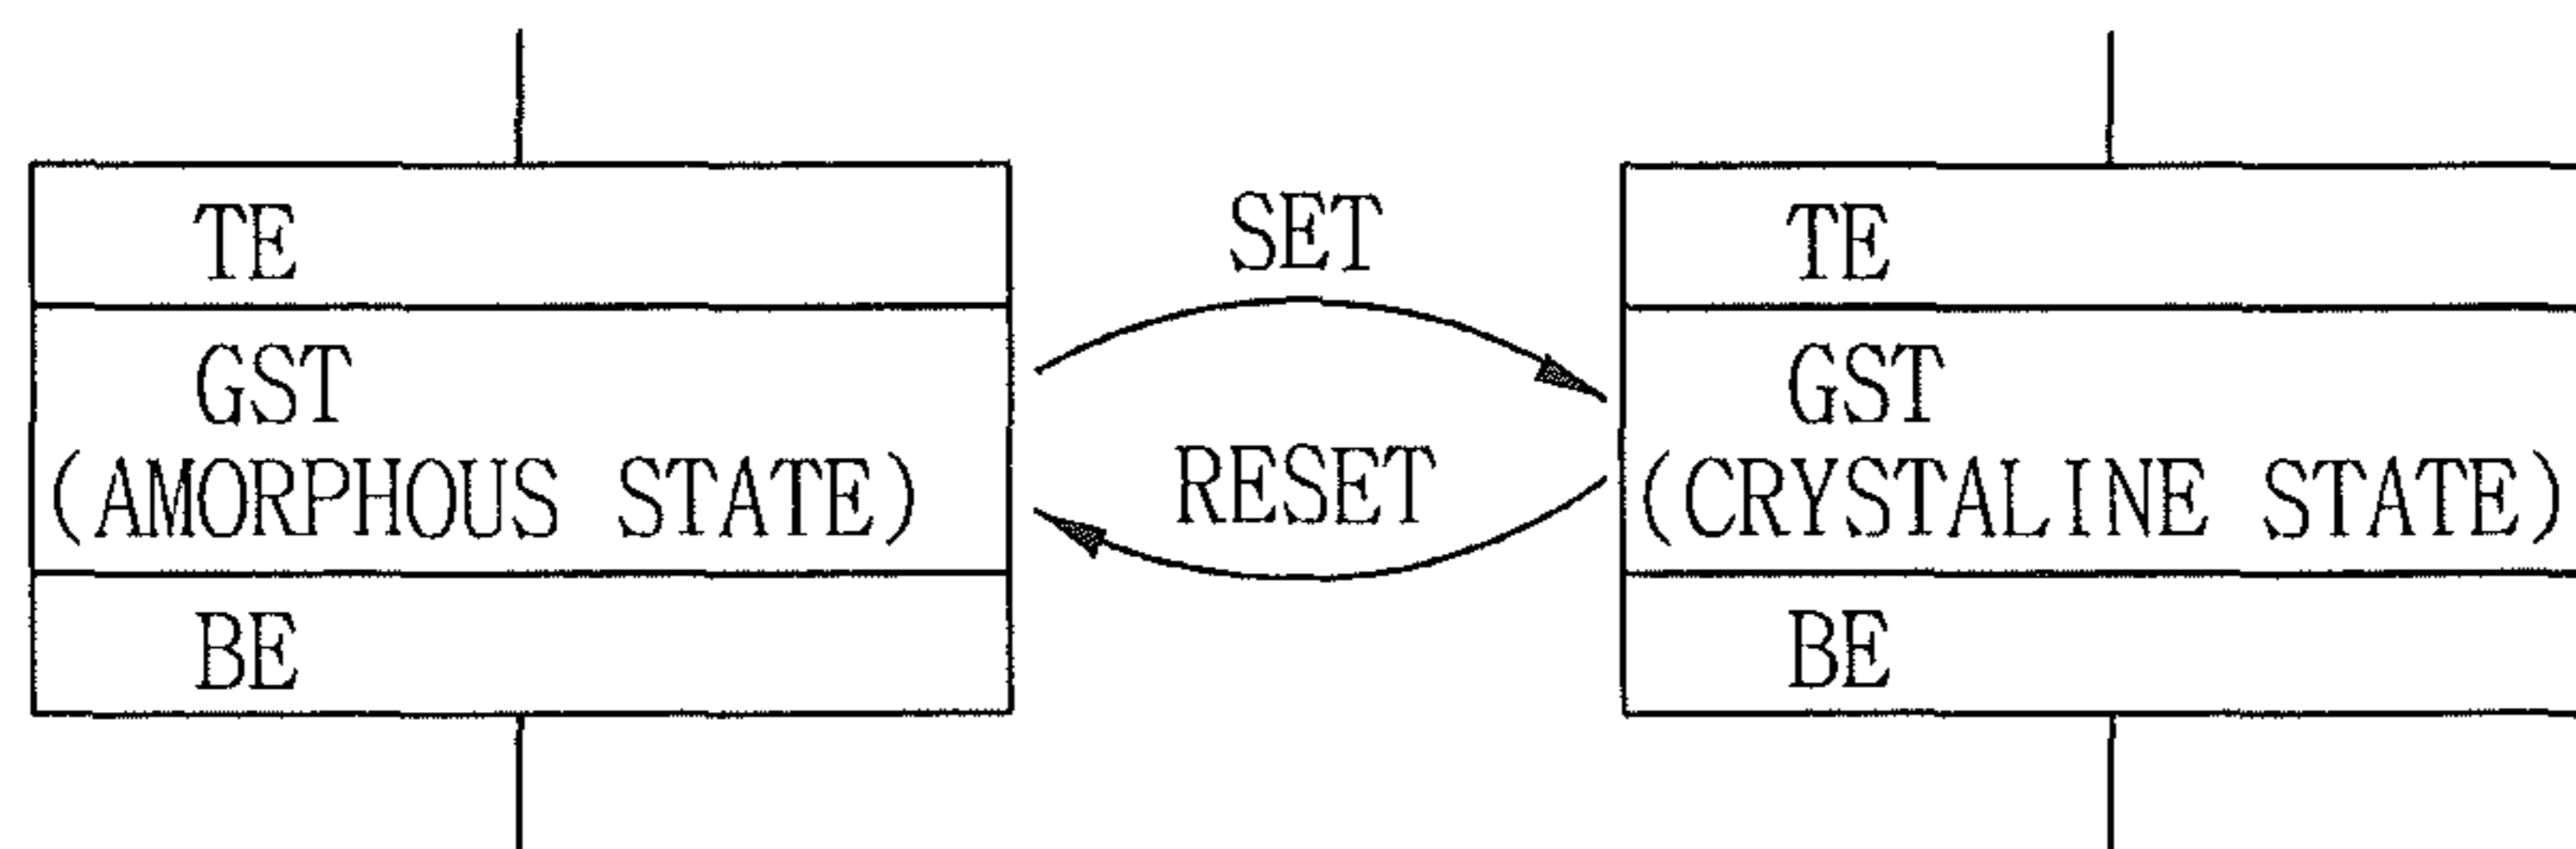 TE
GST
(AMORPHOUS STATE)
BE
SET
RESET
TE
GST
(CRYSTALINE STATE)
BE